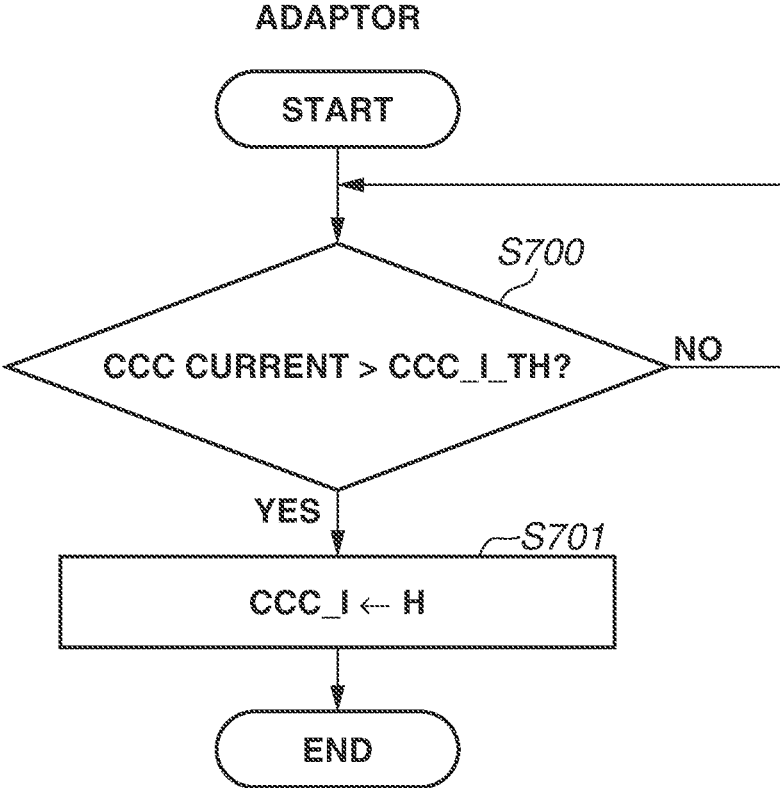 ADAPTOR
START
S700
CCC CURRENT > CCC_I_TH?
NO
YES
S701
CCC_I ← H
END